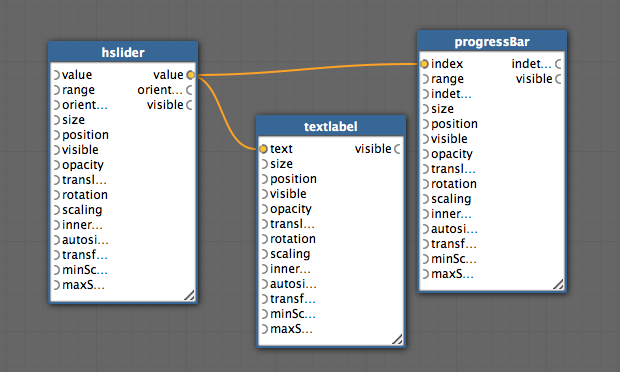 hslider
value value
range orient...
orient... visible
size
position
visible
opacity
transl...
rotation
scaling
inner...
autosi...
transf...
minSc...
maxS...
textlabel
text visible
size
position
visible
opacity
transl...
rotation
scaling
inner...
autosi...
transf...
minSc...
maxS...
progressBar
index indet...
range visible
indet...
size
position
visible
opacity
transl...
rotation
scaling
inner...
autosi...
transf...
minSc...
maxS...